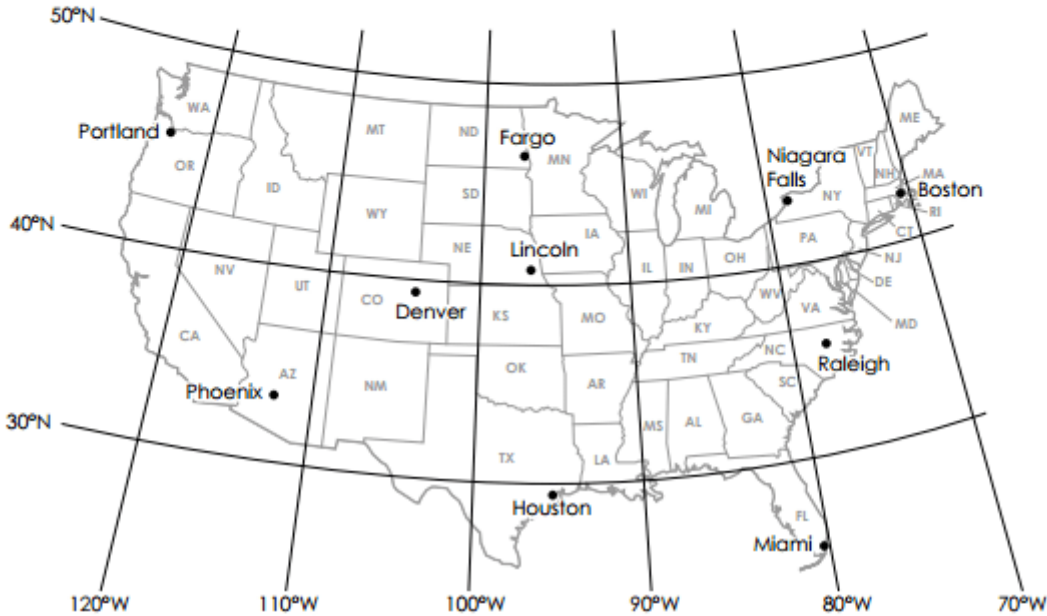 50°N
WA
ME
Portland
MT
ND
Fargo
MN
Niagara
Falls
VT
NH
MA
OR
ID
SD
WI
MI
NY
Boston
RI
WY
40°N
NE
Lincoln
IA
PA
CT
NV
UT
IL
IN
OH
NJ
DE
CO
Denver
KS
MO
WV
VA
MD
CA
KY
Phoenix
AZ
NM
OK
TN
NC
Raleigh
AR
SC
30°N
MS
AL
GA
TX
LA
Houston
FL
Miami
120°W
110°W
100°W
90°W
80°W
70°W